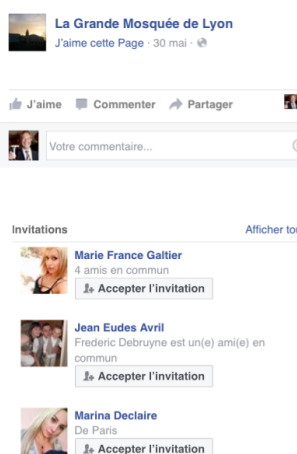 La Grande Mosquée de Lyon
J'aime cette Page · 30 mai ·
J'aime Commenter Partager
Votre commentaire...
Invitations Afficher tou
Marie France Galtier
4 amis en commun
Accepter l'invitation
Jean Eudes Avril
Frederic Debruyne est un(e) ami(e) en
commun
Accepter l'invitation
Marina Declaire
De Paris
Accepter l'invitation